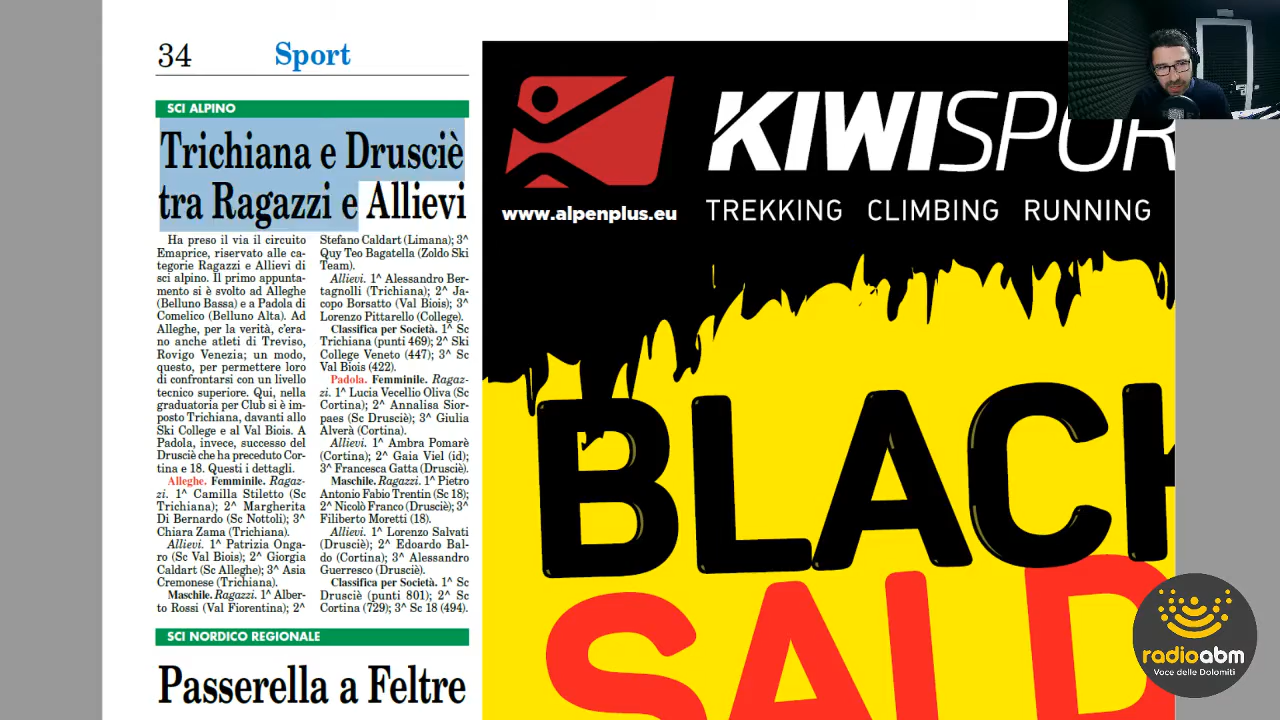 34 Sport
SCI ALPINO
Trichiana e Drusciè
tra Ragazzi e Allievi
Ha preso il via il circuito
Emaprice, riservato alle ca-
tegorie Ragazzi e Allievi di
sci alpino. Il primo appunta-
mento si è svolto ad Alleghe
(Belluno Bassa) e a Padola di
Comelico (Belluno Alta). Ad
Alleghe, per la verità, c'era-
no anche atleti di Treviso,
Rovigo Venezia; un modo,
questo, per permettere loro
di confrontarsi con un livello
tecnico superiore. Qui, nella
graduatoria per Club si è im-
posto Trichiana, davanti allo
Ski College e al Val Biois. A
Padola, invece, successo del
Drusciè che ha preceduto Cor-
tina e 18. Questi i dettagli.
Alleghe. Femminile. Ragaz-
zi. 1^ Camilla Stiletto (Sc
Trichiana); 2^ Margherita
Di Bernardo (Sc Nottoli); 3^
Chiara Zama (Trichiana).
Allievi. 1^ Patrizia Onga-
ro (Sc Val Biois); 2^ Giorgia
Caldart (Sc Alleghe); 3^ Asia
Cremonese (Trichiana).
Maschile. Ragazzi. 1^ Alber-
to Rossi (Val Fiorentina); 2^
Stefano Caldart (Limana); 3^
Quy Teo Bagatella (Zoldo Ski
Team).
Allievi. 1^ Alessandro Ber-
tagnolli (Trichiana); 2^ Ja-
copo Borsatto (Val Biois); 3^
Lorenzo Pittarello (College).
Classifica per Società. 1^ Sc
Trichiana (punti 469); 2^ Ski
College Veneto (447); 3^ Sc
Val Biois (422).
Padola. Femminile. Ragaz-
zi. 1^ Lucia Vecellio Oliva (Sc
Cortina); 2^ Annalisa Sior-
paes (Sc Drusciè); 3^ Giulia
Alverà (Cortina).
Allievi. 1^ Ambra Pomarè
(Cortina); 2^ Gaia Viel (id);
3^ Francesca Gatta (Drusciè).
Maschile. Ragazzi. 1^ Pietro
Antonio Fabio Trentin (Sc 18);
2^ Nicolò Franco (Drusciè); 3^
Filiberto Moretti (18).
Allievi. 1^ Lorenzo Salvati
(Drusciè); 2^ Edoardo Bal-
do (Cortina); 3^ Alessandro
Guerresco (Drusciè).
Classifica per Società. 1^ Sc
Drusciè (punti 801); 2^ Sc
Cortina (729); 3^ Sc 18 (494).
SCI NORDICO REGIONALE
Passerella a Feltre
KIWISPOR
www.alpenplus.eu
TREKKING CLIMBING RUNNING
BLACK
SALD
radioabm
Voce delle Dolomiti